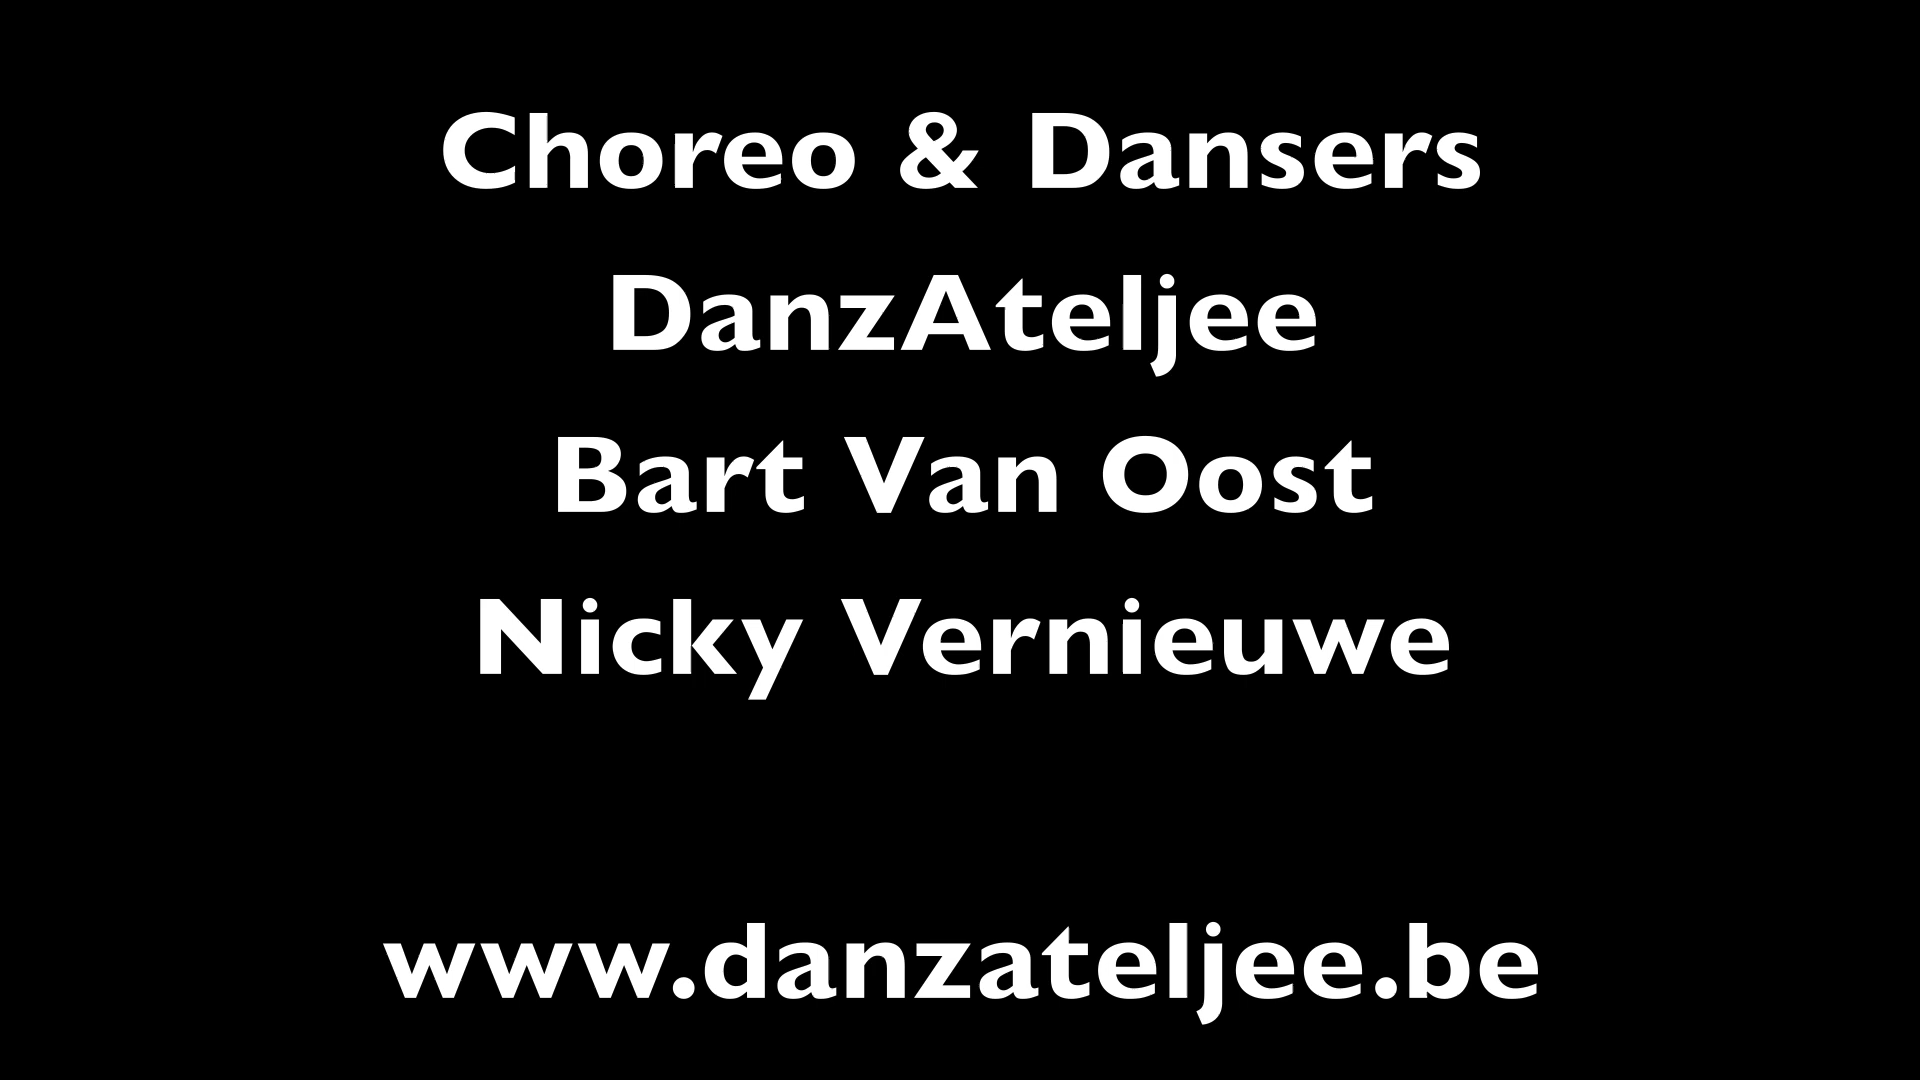 Choreo & Dansers
DanzAteljee
Bart Van Oost
Nicky Vernieuwe
www.danzateljee.be